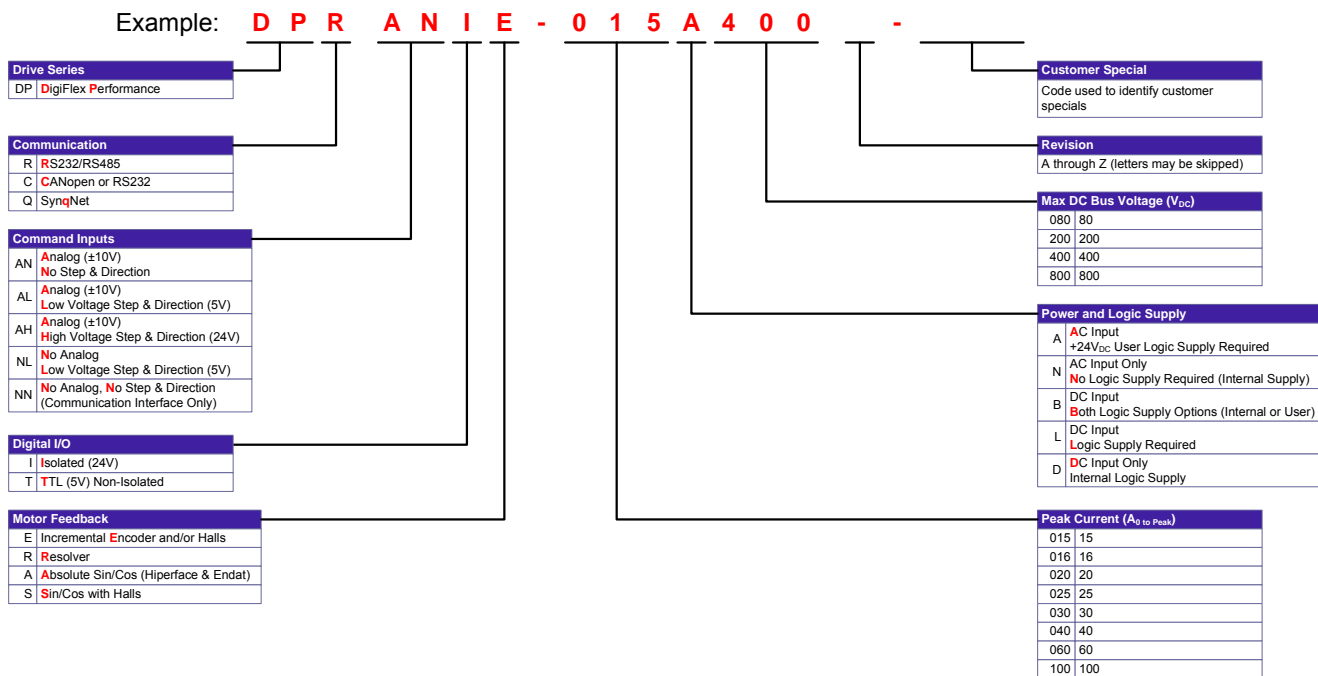 Example: D P R A N I E - 0 1 5 A 4 0 0 -
Drive Series
DP DigiFlex Performance
Communication
R RS232/RS485
C CANopen or RS232
Q SynqNet
Command Inputs
AN Analog (±10V)
No Step & Direction
AL Analog (±10V)
Low Voltage Step & Direction (5V)
AH Analog (±10V)
High Voltage Step & Direction (24V)
NL No Analog
Low Voltage Step & Direction (5V)
NN No Analog, No Step & Direction
(Communication Interface Only)
Digital I/O
I Isolated (24V)
T TTL (5V) Non-Isolated
Motor Feedback
E Incremental Encoder and/or Halls
R Resolver
A Absolute Sin/Cos (Hiperface & Endat)
S Sin/Cos with Halls
Customer Special
Code used to identify customer
specials
Revision
A through Z (letters may be skipped)
Max DC Bus Voltage (VDC)
080 80
200 200
400 400
800 800
Power and Logic Supply
A AC Input
+24VDC User Logic Supply Required
N AC Input Only
No Logic Supply Required (Internal Supply)
B DC Input
Both Logic Supply Options (Internal or User)
L DC Input
Logic Supply Required
D DC Input Only
Internal Logic Supply
Peak Current (A0 to Peak)
015 15
016 16
020 20
025 25
030 30
040 40
060 60
100 100